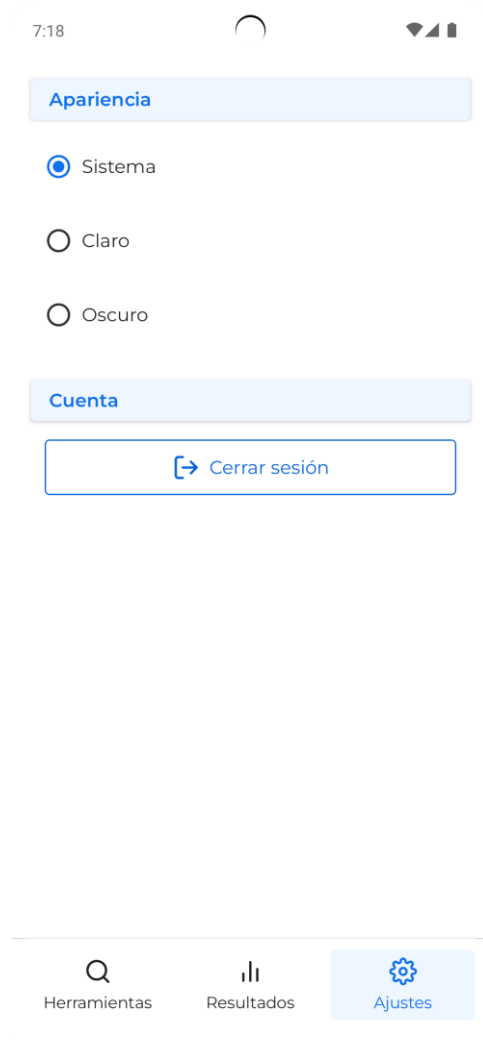 7:18
Apariencia
Sistema
Claro
Oscuro
Cuenta
Cerrar sesión
Herramientas
Resultados
Ajustes